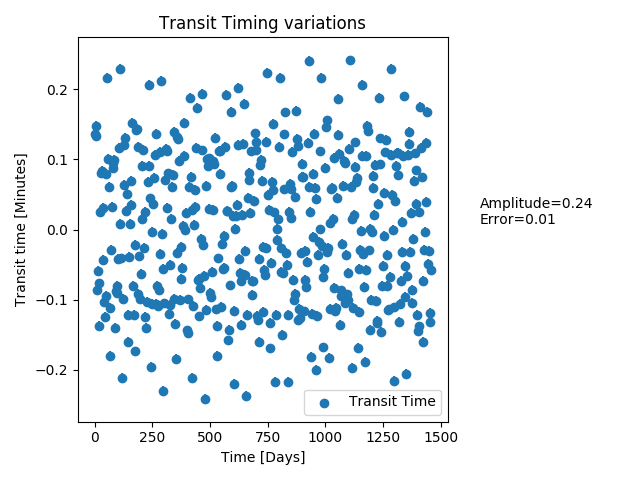 Transit Timing variations
Transit time [Minutes]
0.2
0.1
0.0
−0.1
−0.2
Amplitude=0.24
Error=0.01
Transit Time
0 250 500 750 1000 1250 1500
Time [Days]